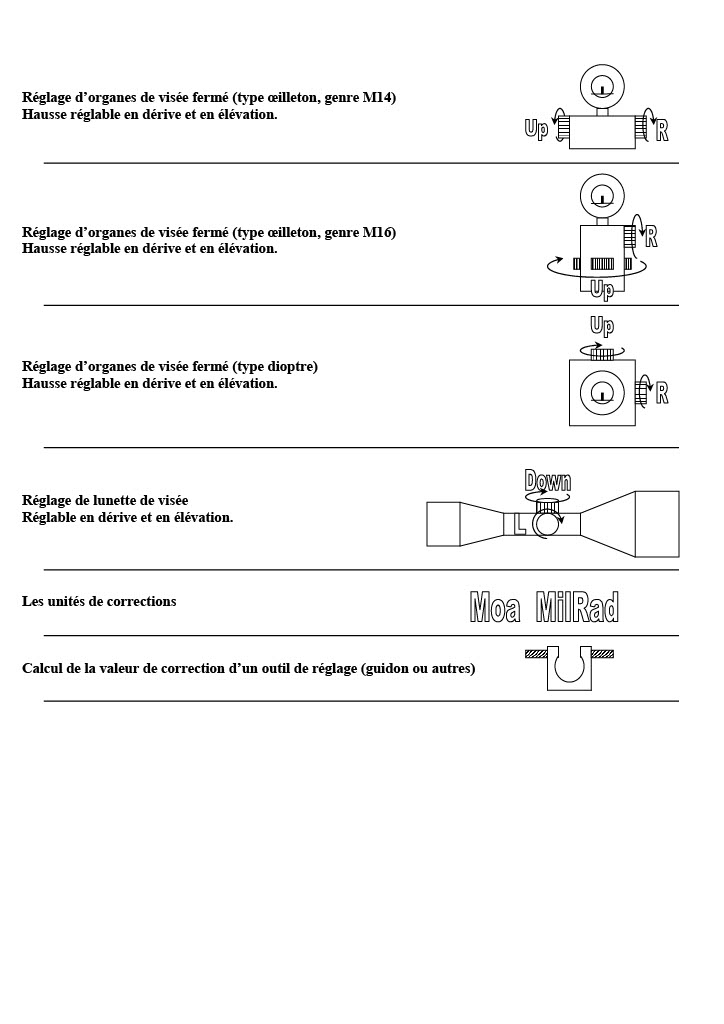 Réglage d’organes de visée fermé (type œilleton, genre M14)
Hausse réglable en dérive et en élévation.
Up R
Réglage d’organes de visée fermé (type œilleton, genre M16)
Hausse réglable en dérive et en élévation.
R
Up
Up
Réglage d’organes de visée fermé (type dioptre)
Hausse réglable en dérive et en élévation.
R
Down
Réglage de lunette de visée
Réglable en dérive et en élévation.
L
Les unités de corrections
Moa MilRad
Calcul de la valeur de correction d’un outil de réglage (guidon ou autres)